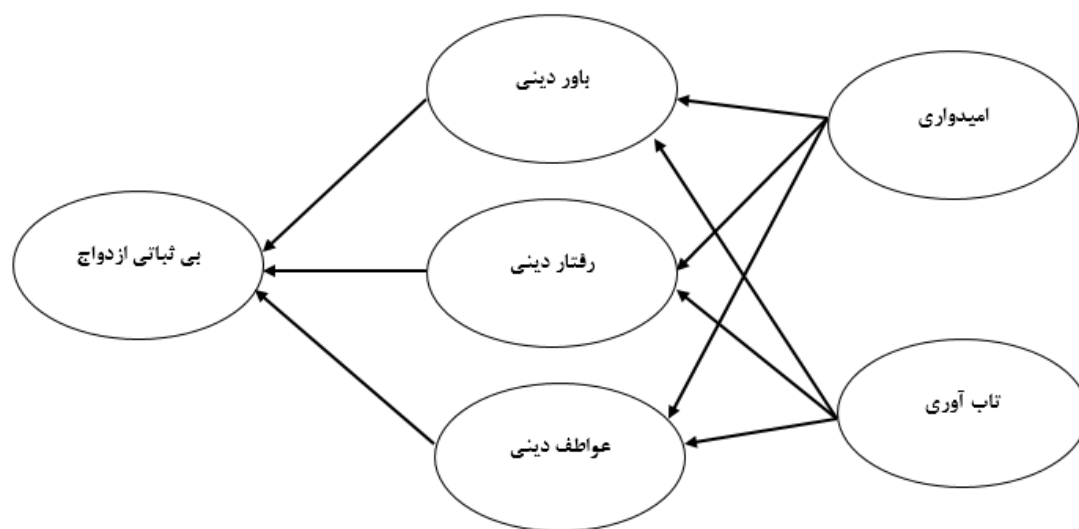 باور دینی
امیدواری
رفتار دینی
بی ثباتی ازدواج
عواطف دینی
تاب آوری